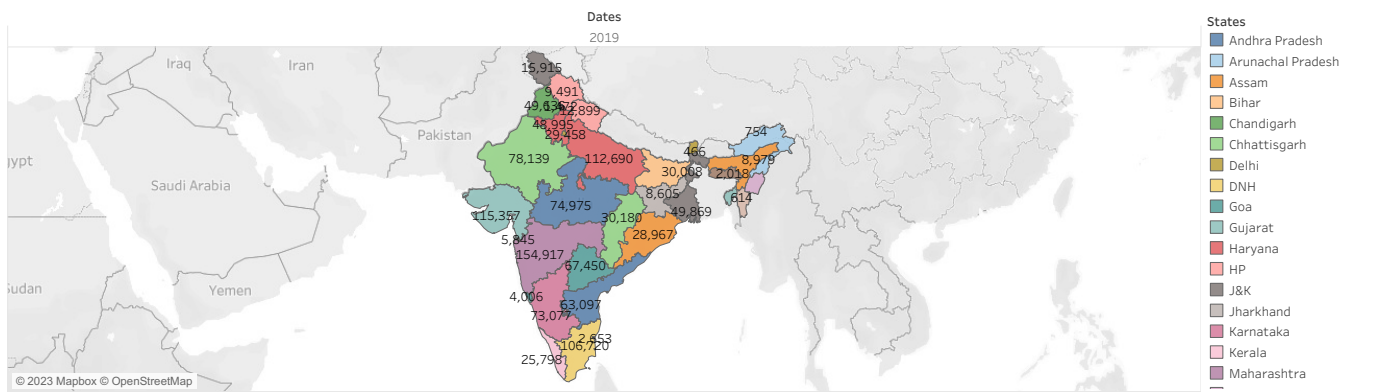 Dates
2019
Iraq
Iran
Pakistan
ypt
Saudi Arabia
Sudan
Yemen
15,915
9,491
12,899
48,995
29,458
78,139
112,690
466
754
8,979
30,008
2,018
8,605
614
115,357
74,975
30,180
49,869
5,845
28,967
154,917
67,450
4,006
63,097
73,077
2,653
106,720
25,798
© 2023 Mapbox © OpenStreetMap
States
Andhra Pradesh
Arunachal Pradesh
Assam
Bihar
Chandigarh
Chhattisgarh
Delhi
DNH
Goa
Gujarat
Haryana
HP
J&K
Jharkhand
Karnataka
Kerala
Maharashtra